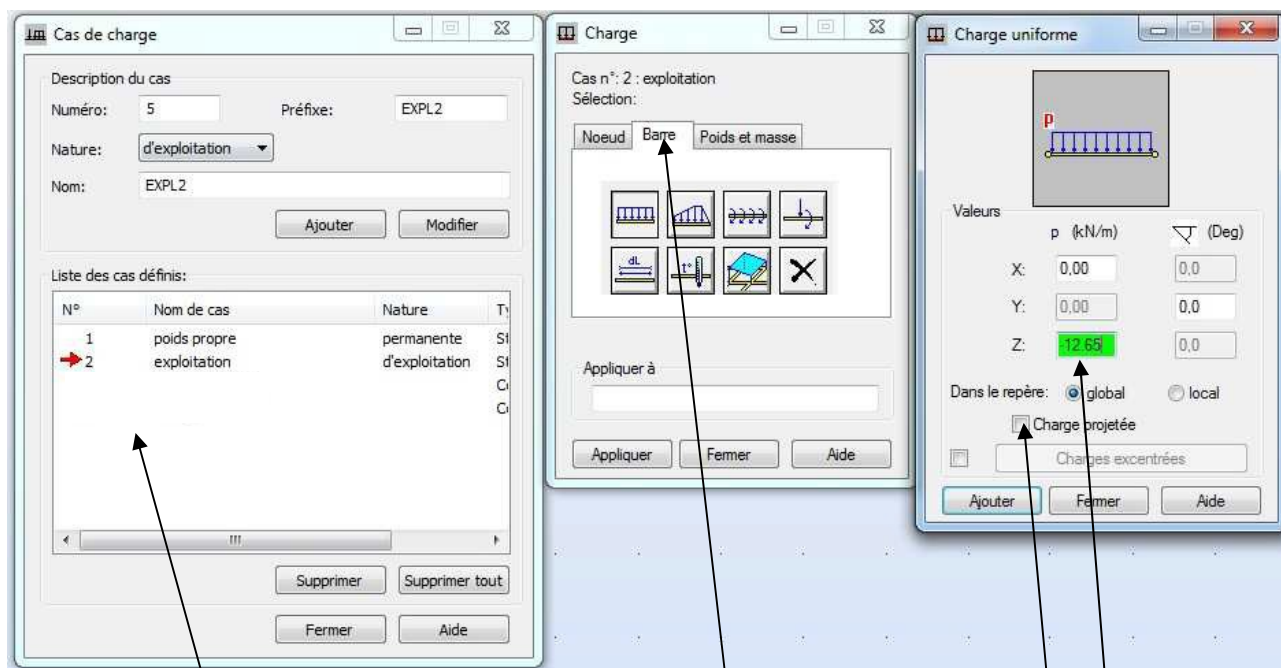 Cas de charge
Description du cas
Numéro: 5 Préfixe: EXPL2
Nature: d'exploitation
Nom: EXPL2
Ajouter Modifier
Liste des cas définis:
N° Nom de cas Nature
1 poids propre permanente
2 exploitation d'exploitation
Supprimer Supprimer tout
Fermer Aide
Charge
Cas n°: 2 : exploitation
Sélection:
Noeud Barre Poids et masse
dL t°
Appliquer à
Appliquer Fermer Aide
Charge uniforme
p
Valeurs
p (kN/m) (Deg)
X: 0,00 0,0
Y: 0,00 0,0
Z: -12.65 0,0
Dans le repère: global local
Charge projetée
Charges excentrées
Ajouter Fermer Aide